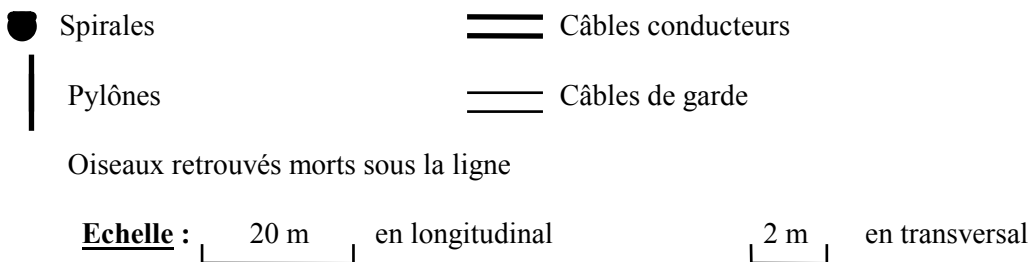 Spirales Câbles conducteurs
Pylônes Câbles de garde
Oiseaux retrouvés morts sous la ligne
Echelle : 20 m en longitudinal 2 m en transversal